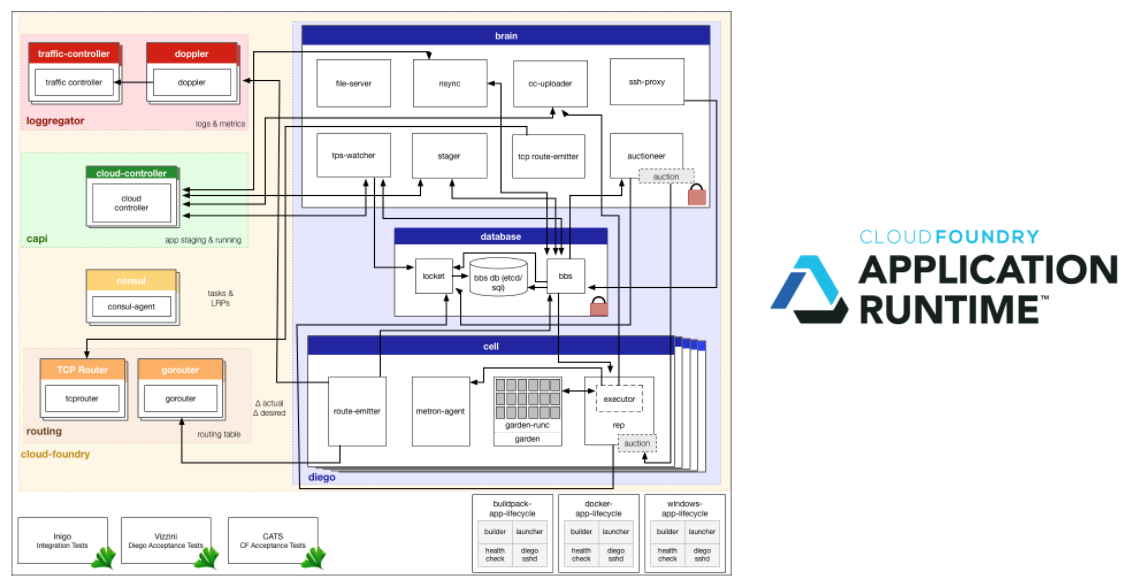 brain
traffic-controller
doppler
traffic controller
doppler
loggregator
logs & metrics
file-server
nsync
cc-uploader
ssh-proxy
tps-watcher
stager
tcp route-emitter
auctioneer
auction
cloud-controller
cloud
controller
capi
app staging & running
database
locket
bbs db (etcd/
sql)
bbs
consul
consul-agent
tasks &
LRPs
cell
TCP Router
gorouter
tcprouter
gorouter
routing
routing table
Δ actual
Δ desired
cloud-foundry
route-emitter
metron-agent
garden-runc
garden
executor
rep
auction
diego
Inigo
Integration Tests
Vizzini
Diego Acceptance Tests
CATS
CF Acceptance Tests
buildpack-
app-lifecycle
builder
launcher
health
check
diego
sshd
docker-
app-lifecycle
builder
launcher
health
check
diego
sshd
windows-
app-lifecycle
builder
launcher
health
check
diego
sshd
CLOUDFOUNDRY
APPLICATION
RUNTIME™